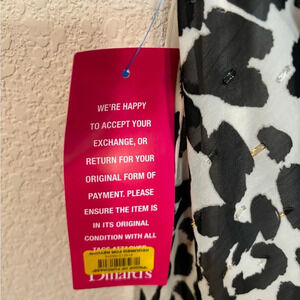 WE'RE HAPPY
TO ACCEPT YOUR
EXCHANGE, OR
RETURN FOR YOUR
ORIGINAL FORM OF
PAYMENT. PLEASE
ENSURE THE ITEM IS
IN ITS ORIGINAL
CONDITION WITH ALL
Dillard's